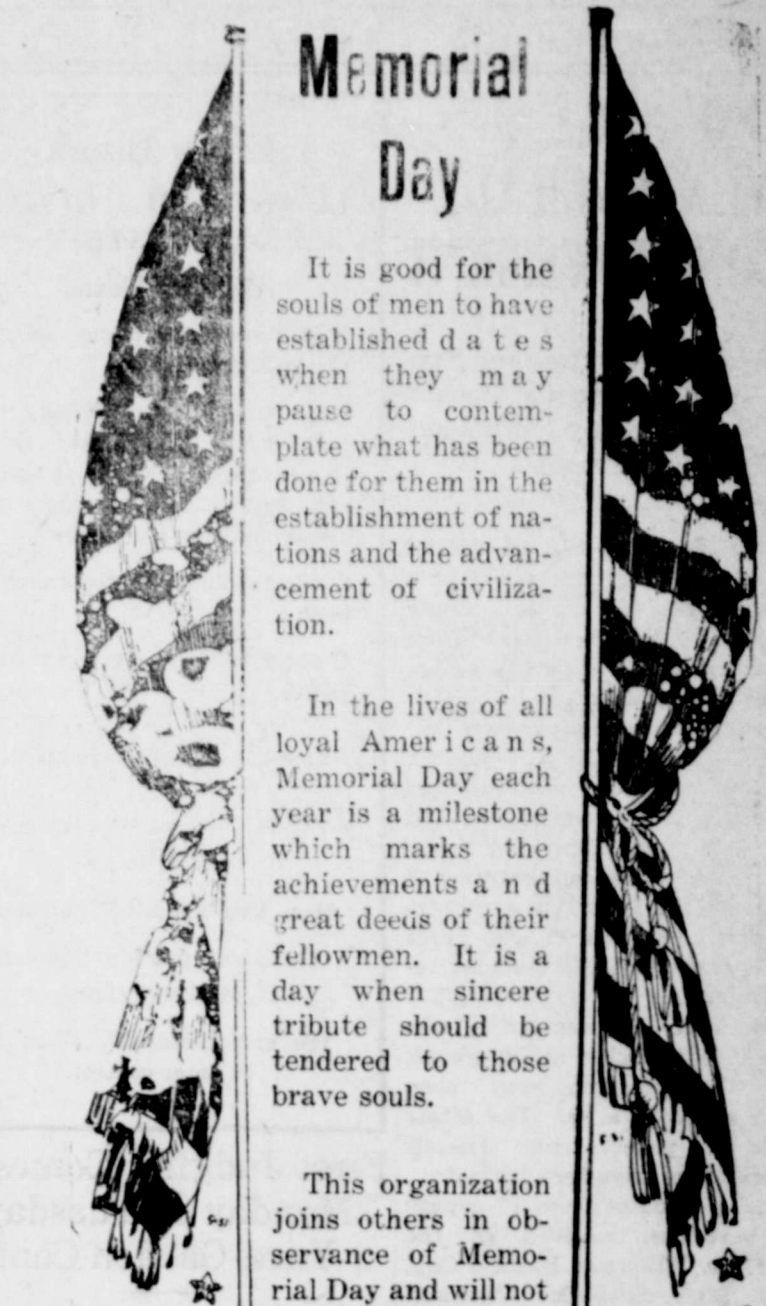 Memorial
Day
It is good for the
souls of men to have
established dates
when they may
pause to contem-
plate what has been
done for them in the
establishment of na-
tions and the advan-
cement of civiliza-
tion.
In the lives of all
loyal Americans,
Memorial Day each
year is a milestone
which marks the
achievements and
great deeds of their
fellowmen. It is a
day when sincere
tribute should be
tendered to those
brave souls.
This organization
joins others in ob-
servance of Memo-
rial Day and will not